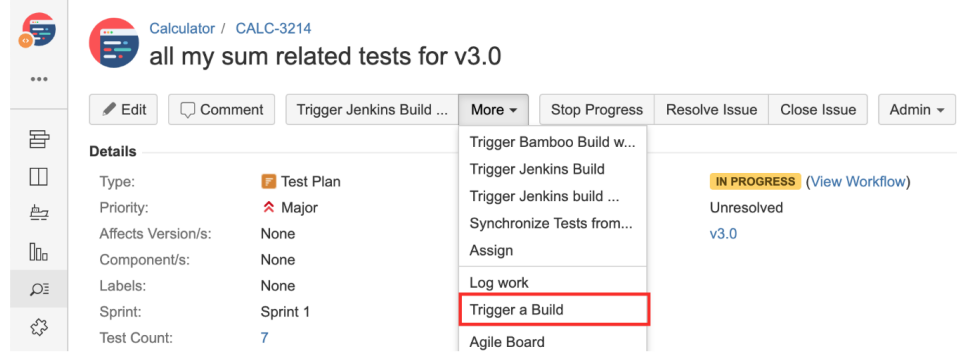 Calculator / CALC-3214
all my sum related tests for v3.0
Edit Comment Trigger Jenkins Build ... More Stop Progress Resolve Issue Close Issue Admin
Trigger Bamboo Build w...
Trigger Jenkins Build
Trigger Jenkins build ...
Synchronize Tests from...
Assign
Log work
Trigger a Build
Agile Board
Details
Type: Test Plan
Priority: Major
Affects Version/s: None
Component/s: None
Labels: None
Sprint: Sprint 1
Test Count: 7
IN PROGRESS (View Workflow)
Unresolved
v3.0